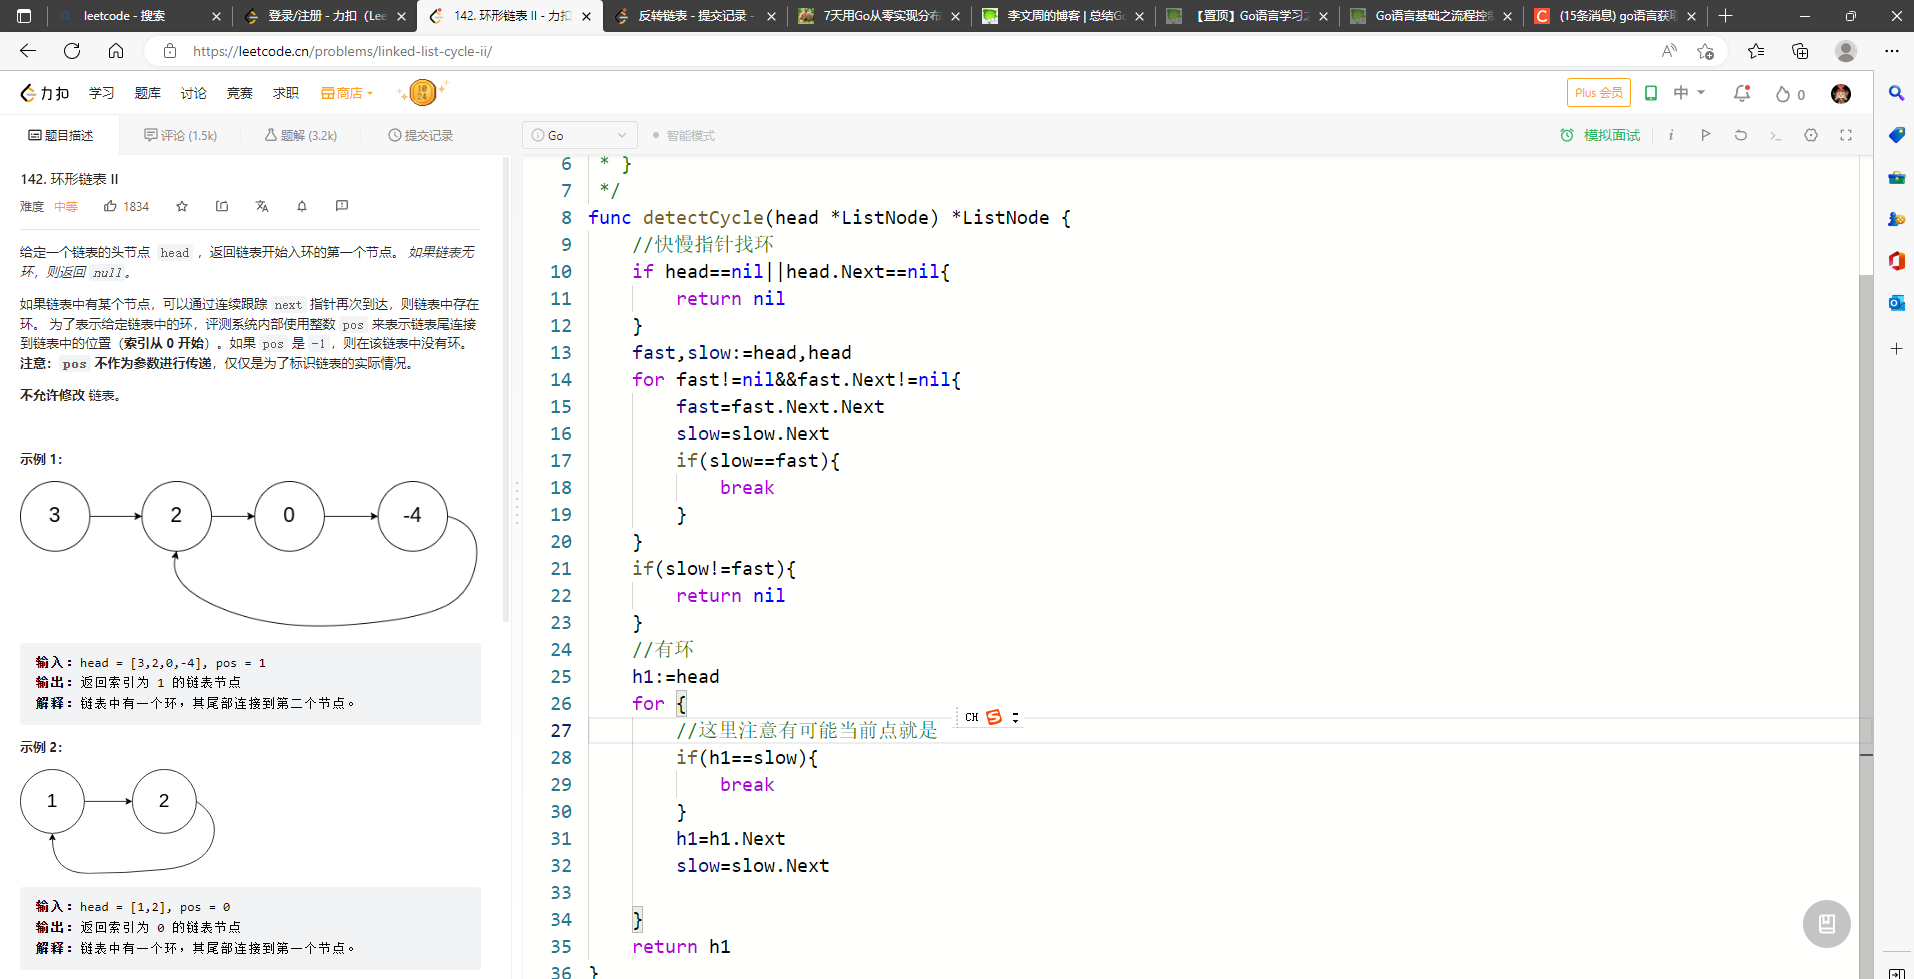 leetcode - 搜索
登录/注册 - 力扣 (Lee
142. 环形链表 II - 力扣
反转链表 - 提交记录 -
7天用Go从零实现分布
李文周的博客 | 总结Go
【置顶】Go语言学习之
Go语言基础之流程控制
(15条消息) go语言获取
https://leetcode.cn/problems/linked-list-cycle-ii/
力扣 学习 题库 讨论 竞赛 求职 商店
Plus 会员 中 0
题目描述 评论 (1.5k) 题解 (3.2k) 提交记录
Go 智能模式 模拟面试
142. 环形链表 II
难度 中等 1834
给定一个链表的头节点 head ，返回链表开始入环的第一个节点。 如果链表无
环，则返回 null。
如果链表中有某个节点，可以通过连续跟踪 next 指针再次到达，则链表中存在
环。 为了表示给定链表中的环，评测系统内部使用整数 pos 来表示链表尾连接
到链表中的位置（索引从 0 开始）。如果 pos 是 -1，则在该链表中没有环。
注意：pos 不作为参数进行传递，仅仅是为了标识链表的实际情况。
不允许修改 链表。
示例 1：
3 2 0 -4
输入：head = [3,2,0,-4], pos = 1
输出：返回索引为 1 的链表节点
解释：链表中有一个环，其尾部连接到第二个节点。
示例 2：
1 2
输入：head = [1,2], pos = 0
输出：返回索引为 0 的链表节点
解释：链表中有一个环，其尾部连接到第一个节点。
6 * }
7 */
8 func detectCycle(head *ListNode) *ListNode {
9 //快慢指针找环
10 if head==nil||head.Next==nil{
11 return nil
12 }
13 fast,slow:=head,head
14 for fast!=nil&&fast.Next!=nil{
15 fast=fast.Next.Next
16 slow=slow.Next
17 if(slow==fast){
18 break
19 }
20 }
21 if(slow!=fast){
22 return nil
23 }
24 //有环
25 h1:=head
26 for {
27 //这里注意有可能当前点就是
CH
28 if(h1==slow){
29 break
30 }
31 h1=h1.Next
32 slow=slow.Next
33
34 }
35 return h1
36 }